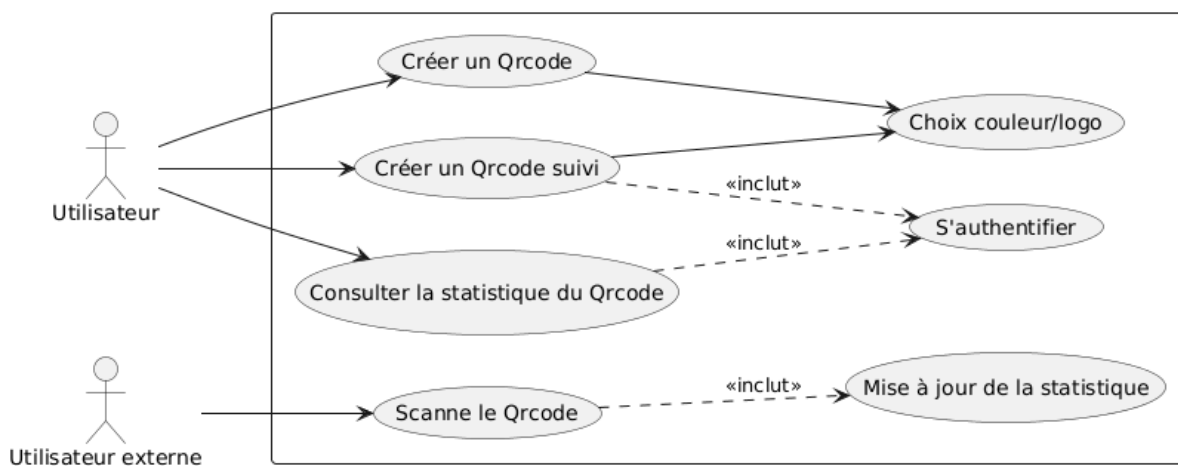 Créer un Qrcode
Choix couleur/logo
Créer un Qrcode suivi
«inclut»
Utilisateur
S'authentifier
«inclut»
Consulter la statistique du Qrcode
«inclut»
Mise à jour de la statistique
Scanne le Qrcode
Utilisateur externe